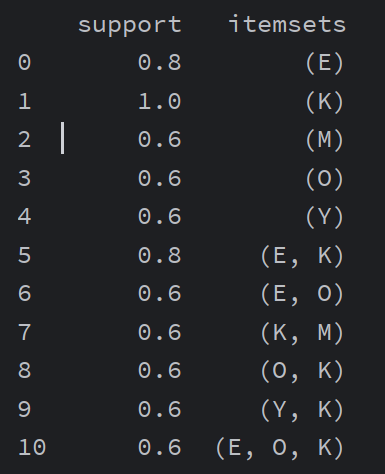 support itemsets
0 0.8 (E)
1 1.0 (K)
2 0.6 (M)
3 0.6 (O)
4 0.6 (Y)
5 0.8 (E, K)
6 0.6 (E, O)
7 0.6 (K, M)
8 0.6 (O, K)
9 0.6 (Y, K)
10 0.6 (E, O, K)